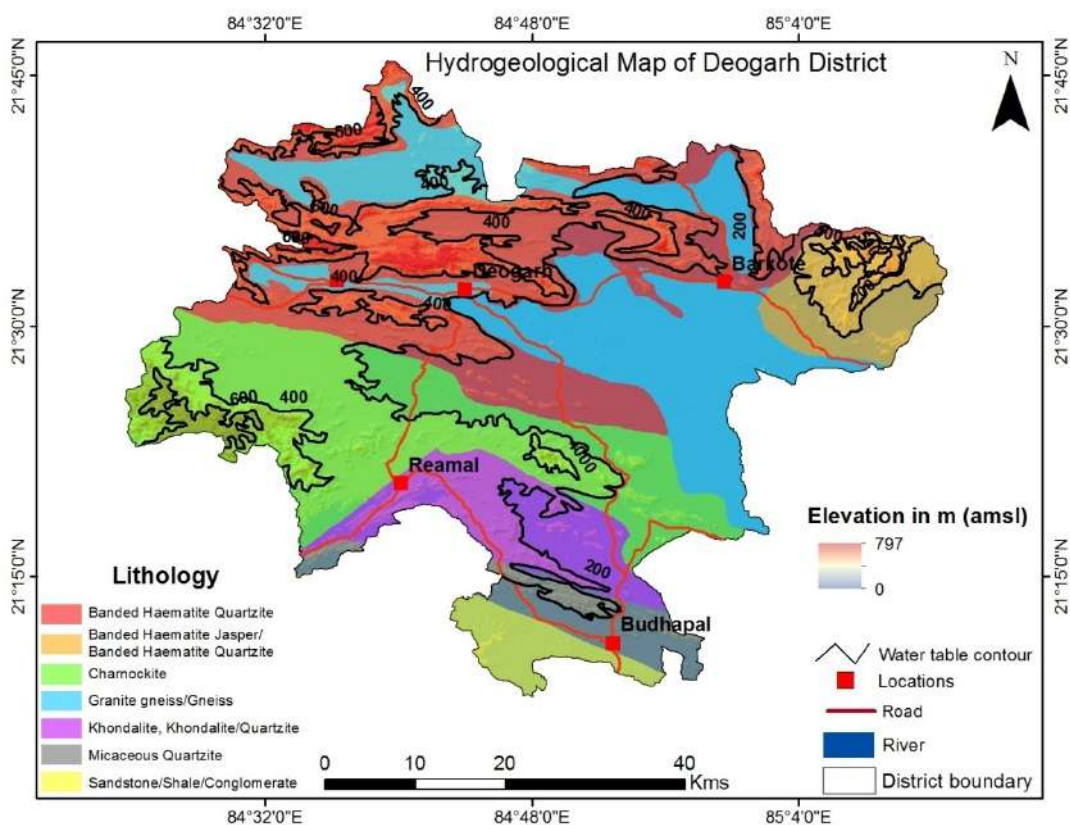 84°32'0"E 84°48'0"E 85°4'0"E
Hydrogeological Map of Deogarh District
N
21°45'0"N 21°45'0"N
400
600
400
200
600
400
400
600
Barkote
Deogarh
400
400
21°30'0"N 21°30'0"N
600 400
400
Reamal
Elevation in m (amsl)
797
0
200
21°15'0"N 21°15'0"N
Budhapal
Lithology
Banded Haematite Quartzite
Banded Haematite Jasper/
Banded Haematite Quartzite
Charnockite
Granite gneiss/Gneiss
Khondalite, Khondalite/Quartzite
Micaceous Quartzite
Sandstone/Shale/Conglomerate
Water table contour
Locations
Road
River
District boundary
0 10 20 40
Kms
84°32'0"E 84°48'0"E 85°4'0"E